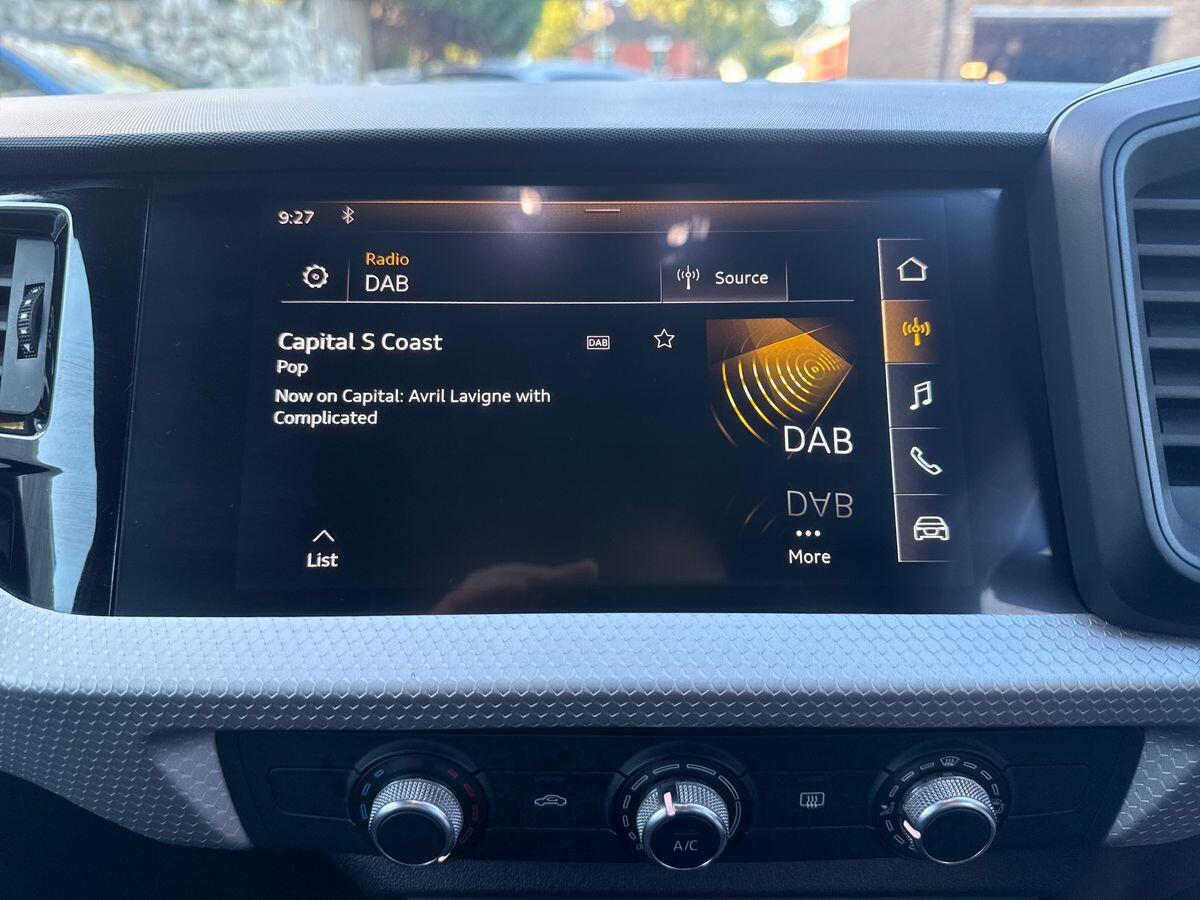 9:27
Radio
DAB
Source
Capital S Coast
DAB
Pop
Now on Capital: Avril Lavigne with
Complicated
DAB
DAB
List
More
A/C